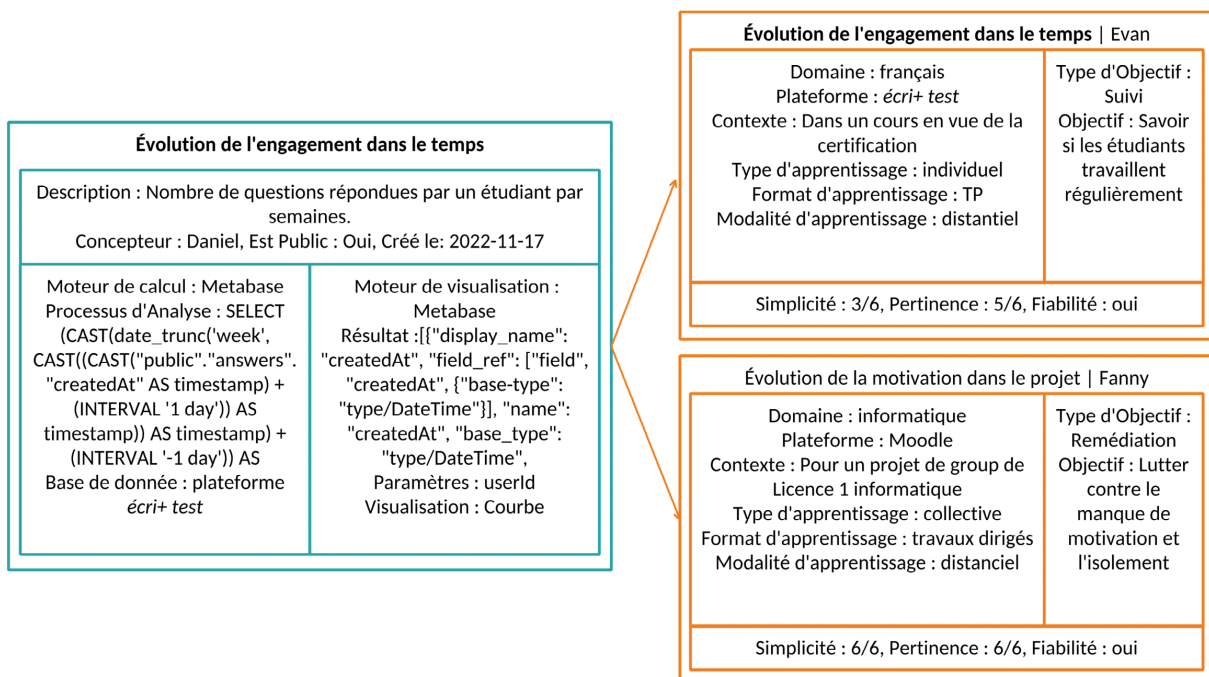 Évolution de l'engagement dans le temps
Description : Nombre de questions répondues par un étudiant par
semaines.
Concepteur : Daniel, Est Public : Oui, Créé le: 2022-11-17
Moteur de calcul : Metabase
Processus d'Analyse : SELECT
(CAST(date_trunc('week',
CAST((CAST("public"."answers".
"createdAt" AS timestamp) +
(INTERVAL '1 day')) AS
timestamp)) AS timestamp) +
(INTERVAL '-1 day')) AS
Base de donnée : plateforme
écri+ test
Moteur de visualisation :
Metabase
Résultat :[{"display_name":
"createdAt", "field_ref": ["field",
"createdAt", {"base-type":
"type/DateTime"}], "name":
"createdAt", "base_type":
"type/DateTime",
Paramètres : userId
Visualisation : Courbe
Évolution de l'engagement dans le temps | Evan
Domaine : français
Plateforme : écri+ test
Contexte : Dans un cours en vue de la
certification
Type d'apprentissage : individuel
Format d'apprentissage : TP
Modalité d'apprentissage : distantiel
Type d'Objectif :
Suivi
Objectif : Savoir
si les étudiants
travaillent
régulièrement
Simplicité : 3/6, Pertinence : 5/6, Fiabilité : oui
Évolution de la motivation dans le projet | Fanny
Domaine : informatique
Plateforme : Moodle
Contexte : Pour un projet de group de
Licence 1 informatique
Type d'apprentissage : collective
Format d'apprentissage : travaux dirigés
Modalité d'apprentissage : distanciel
Type d'Objectif :
Remédiation
Objectif : Lutter
contre le
manque de
motivation et
l'isolement
Simplicité : 6/6, Pertinence : 6/6, Fiabilité : oui